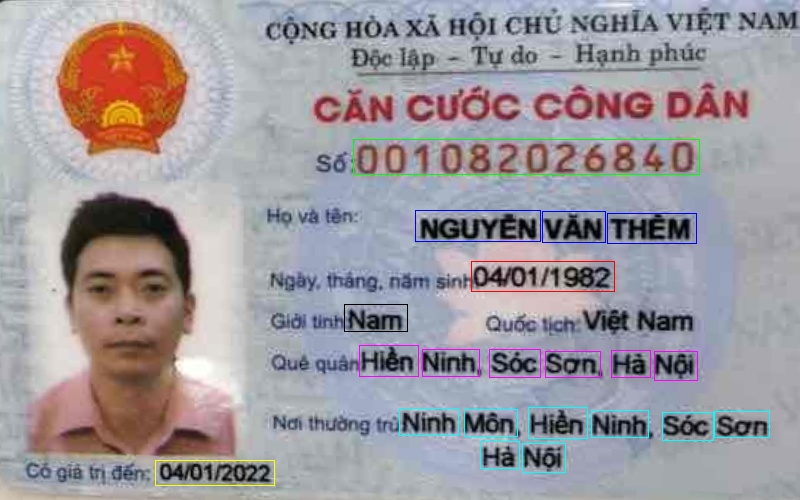 CỘNG HÒA XÃ HỘI CHỦ NGHĨA VIỆT NAM
Độc lập - Tự do - Hạnh phúc
CĂN CƯỚC CÔNG DÂN
Số: 001082026840
Họ và tên: NGUYỄN VĂN THÊM
Ngày, tháng, năm sinh 04/01/1982
Giới tính Nam Quốc tịch: Việt Nam
Quê quán Hiền Ninh, Sóc Sơn, Hà Nội
Nơi thường trú Ninh Môn, Hiền Ninh, Sóc Sơn
Hà Nội
Có giá trị đến: 04/01/2022